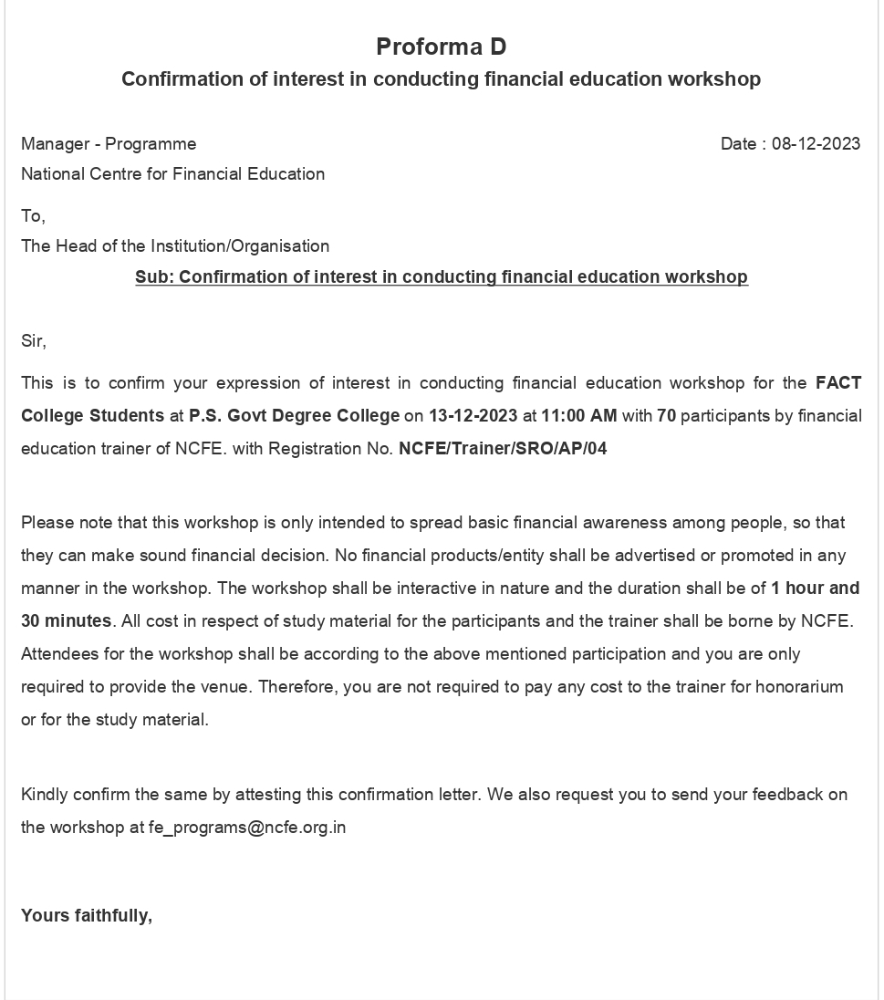 Proforma D
Confirmation of interest in conducting financial education workshop
Manager - Programme
Date : 08-12-2023
National Centre for Financial Education
To,
The Head of the Institution/Organisation
Sub: Confirmation of interest in conducting financial education workshop
Sir,
This is to confirm your expression of interest in conducting financial education workshop for the FACT
College Students at P.S. Govt Degree College on 13-12-2023 at 11:00 AM with 70 participants by financial
education trainer of NCFE. with Registration No. NCFE/Trainer/SRO/AP/04
Please note that this workshop is only intended to spread basic financial awareness among people, so that
they can make sound financial decision. No financial products/entity shall be advertised or promoted in any
manner in the workshop. The workshop shall be interactive in nature and the duration shall be of 1 hour and
30 minutes. All cost in respect of study material for the participants and the trainer shall be borne by NCFE.
Attendees for the workshop shall be according to the above mentioned participation and you are only
required to provide the venue. Therefore, you are not required to pay any cost to the trainer for honorarium
or for the study material.
Kindly confirm the same by attesting this confirmation letter. We also request you to send your feedback on
the workshop at fe_programs@ncfe.org.in
Yours faithfully,